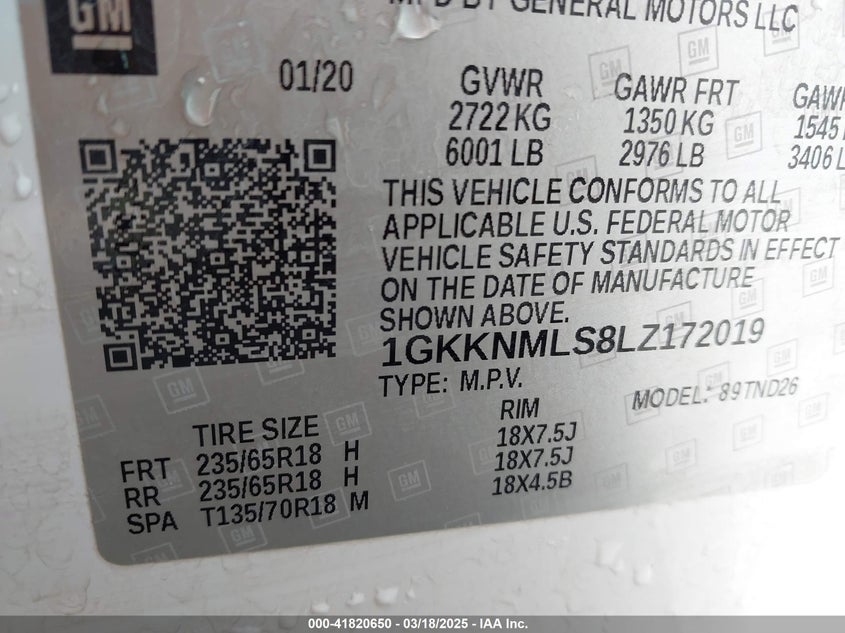 GM
MFD BY GENERAL MOTORS LLC
01/20 GVWR GAWR FRT GAWR
2722 KG 1350 KG 1545
6001 LB 2976 LB 3406 L
THIS VEHICLE CONFORMS TO ALL
APPLICABLE U.S. FEDERAL MOTOR
VEHICLE SAFETY STANDARDS IN EFFECT
ON THE DATE OF MANUFACTURE
SHOWN ABOVE.
1GKKNMLS8LZ172019
TYPE: M.P.V. MODEL: 89TND26
TIRE SIZE RIM
FRT 235/65R18 H 18X7.5J
RR 235/65R18 H 18X7.5J
SPA T135/70R18 M 18X4.5B
000-41820650 - 03/18/2025 - IAA Inc.